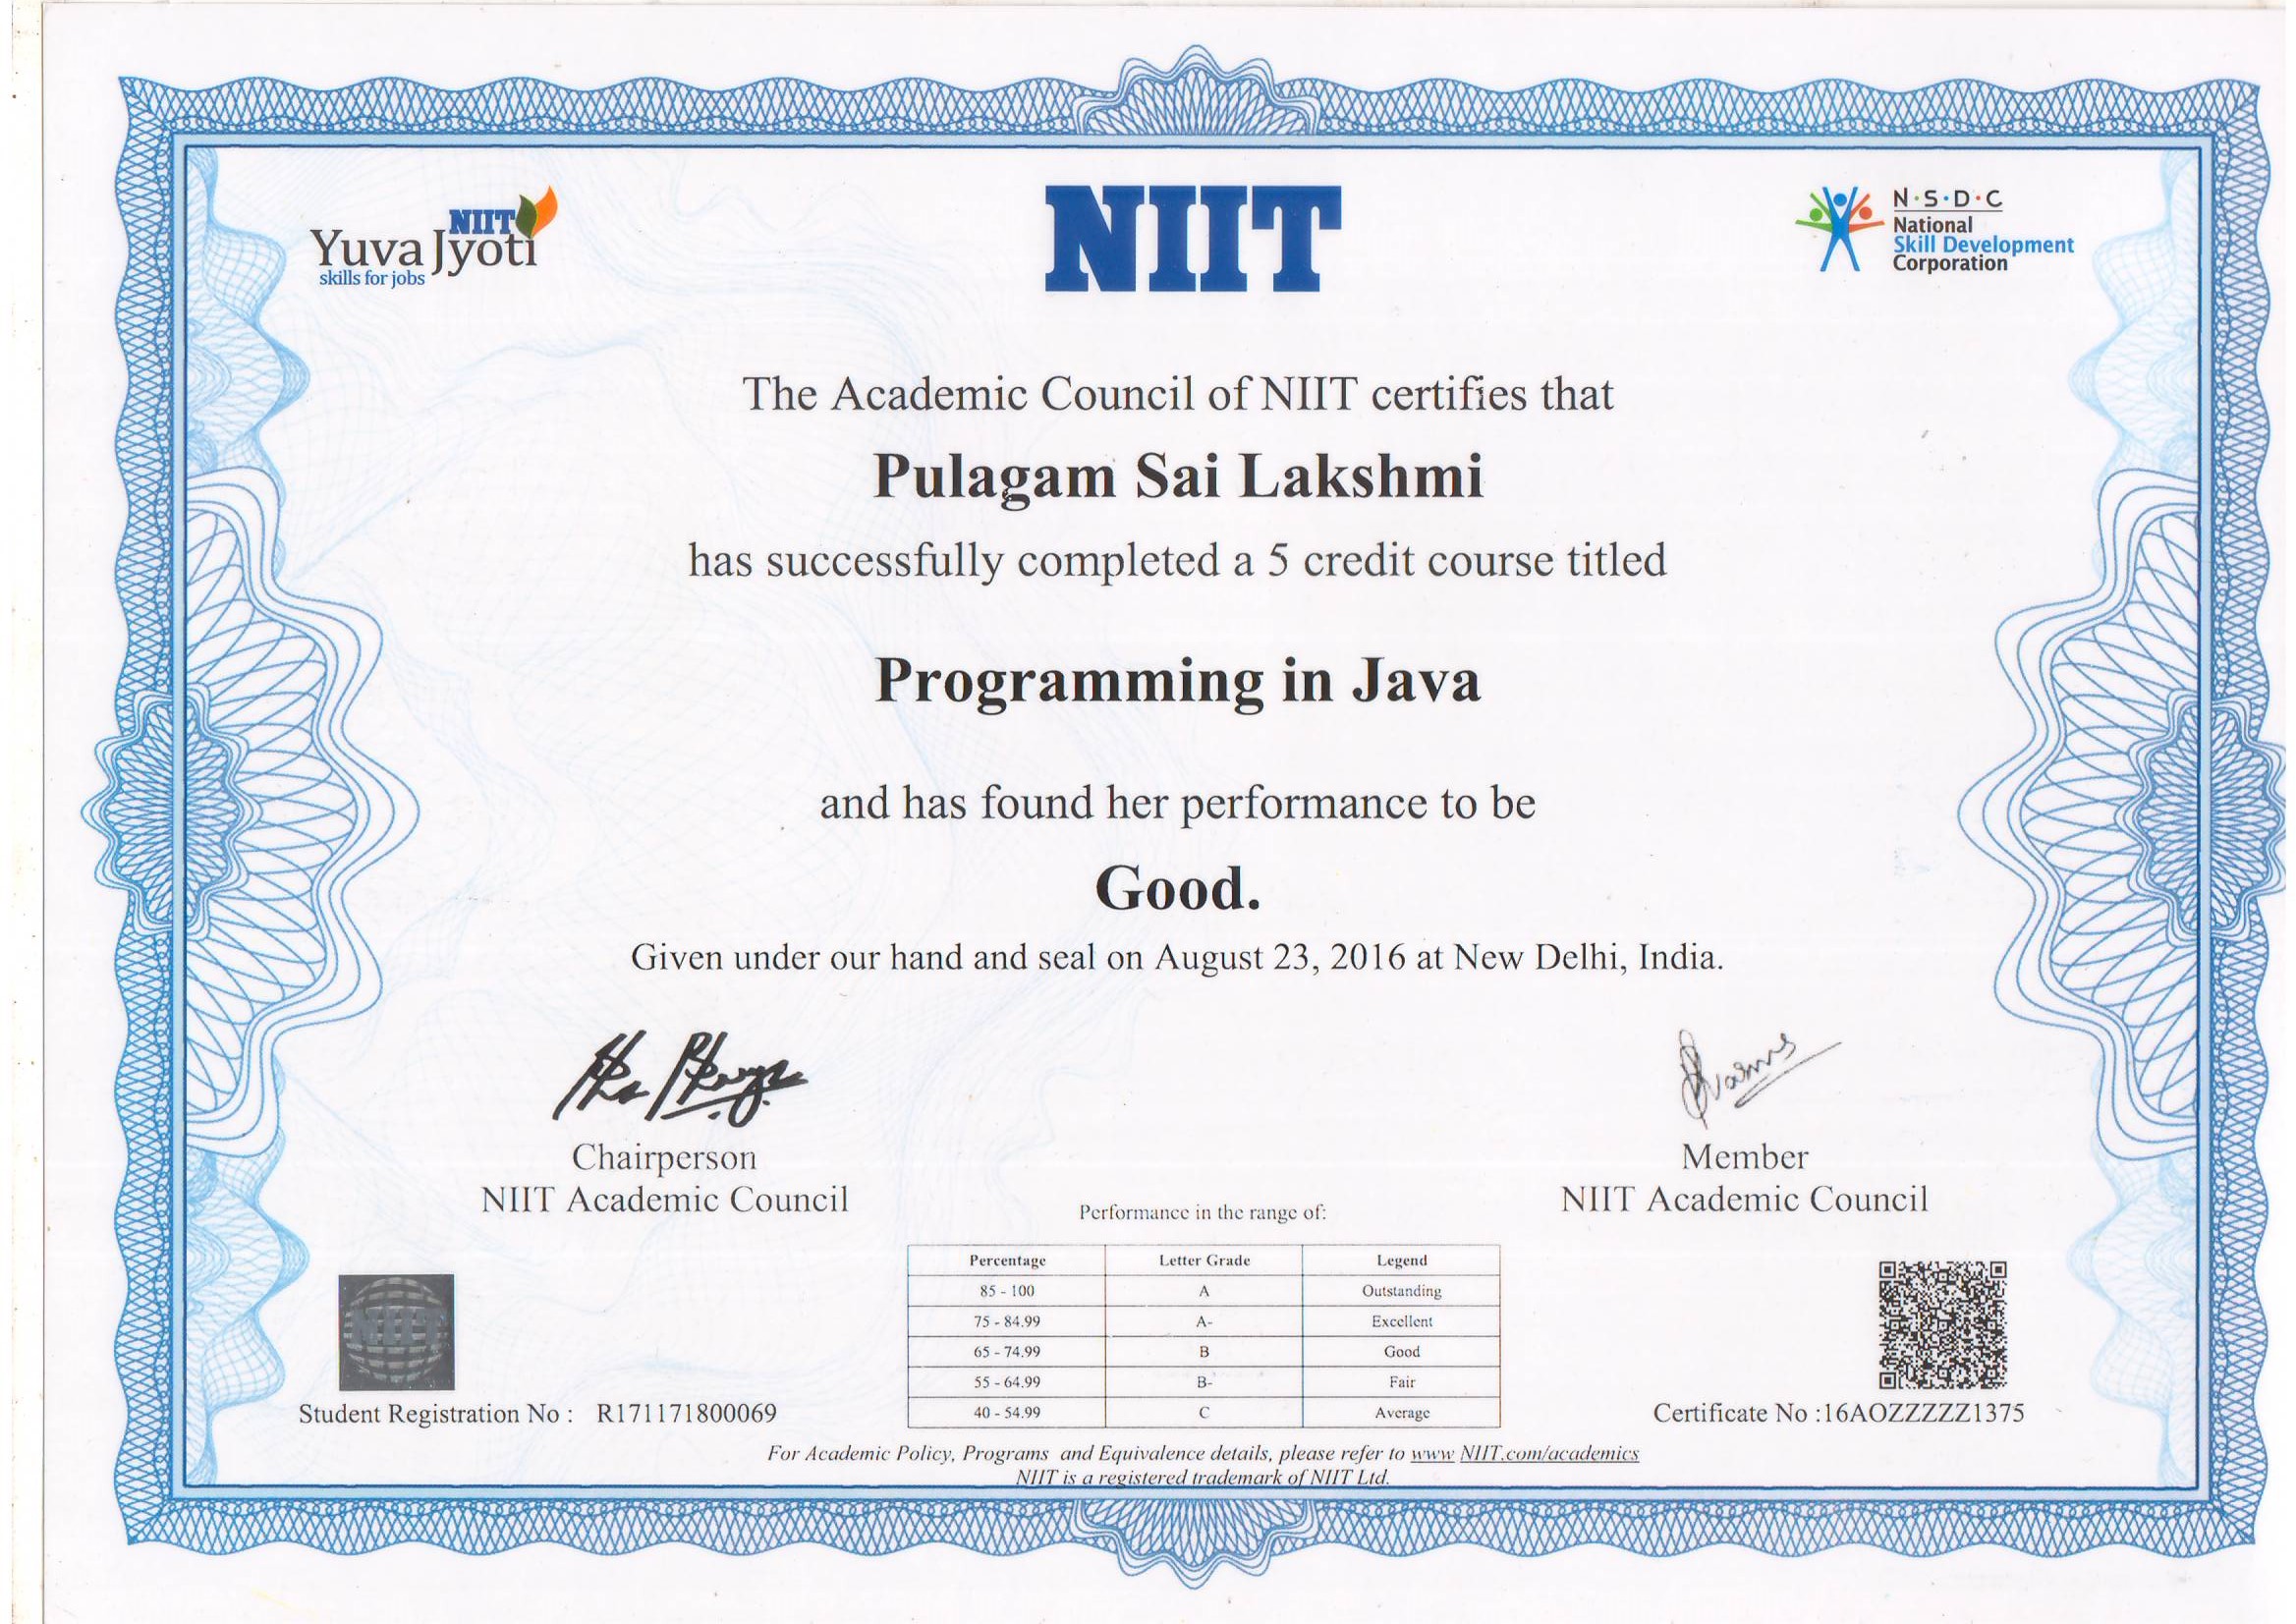 NIIT
Yuva Jyoti
skills for jobs
NIIT
N·S·D·C
National
Skill Development
Corporation
The Academic Council of NIIT certifies that
Pulagam Sai Lakshmi
has successfully completed a 5 credit course titled
Programming in Java
and has found her performance to be
Good.
Given under our hand and seal on August 23, 2016 at New Delhi, India.
Chairperson
NIIT Academic Council
Member
NIIT Academic Council
Performance in the range of:
Percentage Letter Grade Legend
85 - 100 A Outstanding
75 - 84.99 A- Excellent
65 - 74.99 B Good
55 - 64.99 B- Fair
40 - 54.99 C Average
Student Registration No : R171171800069
Certificate No :16AOZZZZZ1375
For Academic Policy, Programs and Equivalence details, please refer to www NIIT.com/academics
NIIT is a registered trademark of NIIT Ltd.